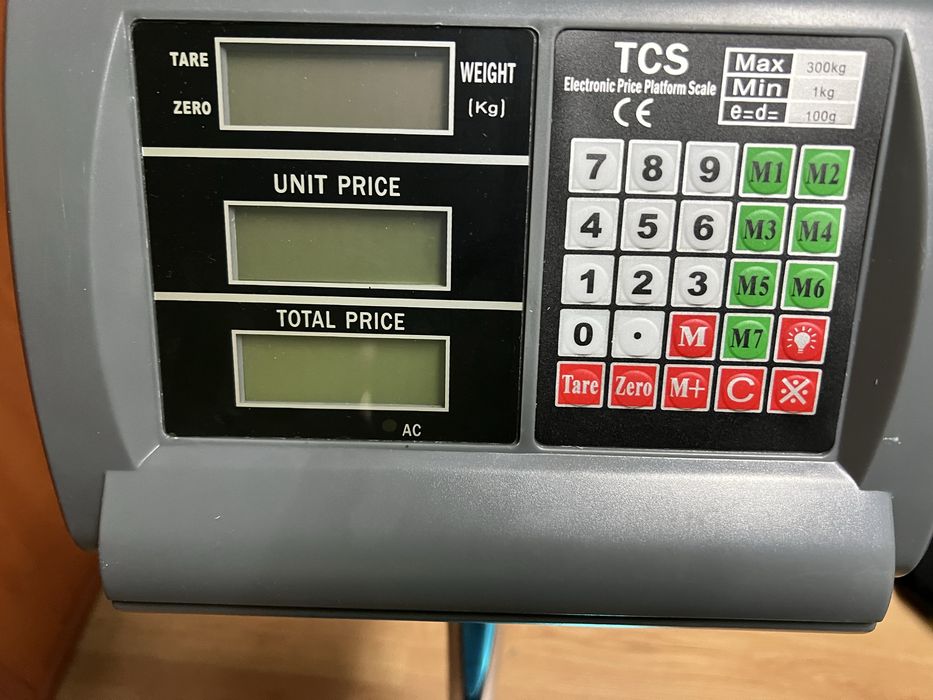 TARE
ZERO
WEIGHT
(Kg)
UNIT PRICE
TOTAL PRICE
AC
TCS
Electronic Price Platform Scale
CE
Max 300kg
Min 1kg
e=d= 100g
7 8 9 M1 M2
4 5 6 M3 M4
1 2 3 M5 M6
0 . M M7
Tare Zero M+ C